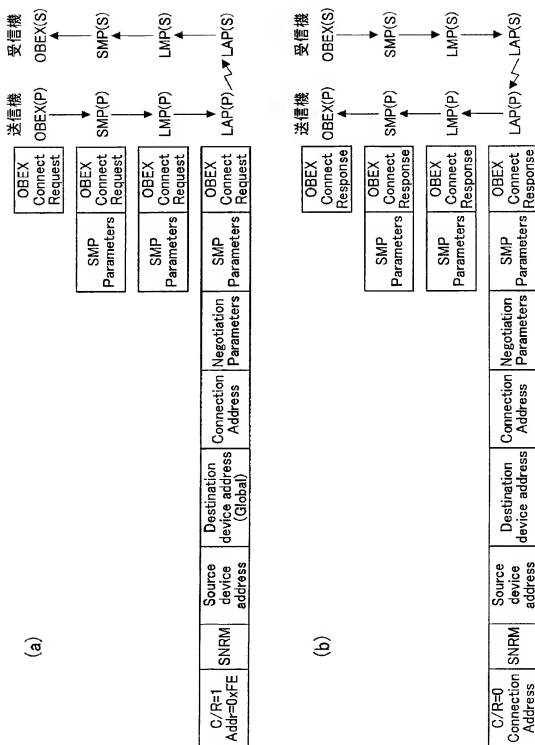 (a)
送信機
受信機
OBEX
Connect
Request
OBEX(P)
OBEX(S)
SMP
Parameters
OBEX
Connect
Request
SMP(P)
SMP(S)
SMP
Parameters
OBEX
Connect
Request
LMP(P)
LMP(S)
C/R=1
Addr=0xFE
SNRM
Source
device
address
Destination
device address
(Global)
Connection
Address
Negotiation
Parameters
SMP
Parameters
OBEX
Connect
Request
LAP(P)
LAP(S)
(b)
送信機
受信機
OBEX
Connect
Response
OBEX(P)
OBEX(S)
SMP
Parameters
OBEX
Connect
Response
SMP(P)
SMP(S)
SMP
Parameters
OBEX
Connect
Response
LMP(P)
LMP(S)
C/R=0
Connection
Address
SNRM
Source
device
address
Destination
device address
Connection
Address
Negotiation
Parameters
SMP
Parameters
OBEX
Connect
Response
LAP(P)
LAP(S)